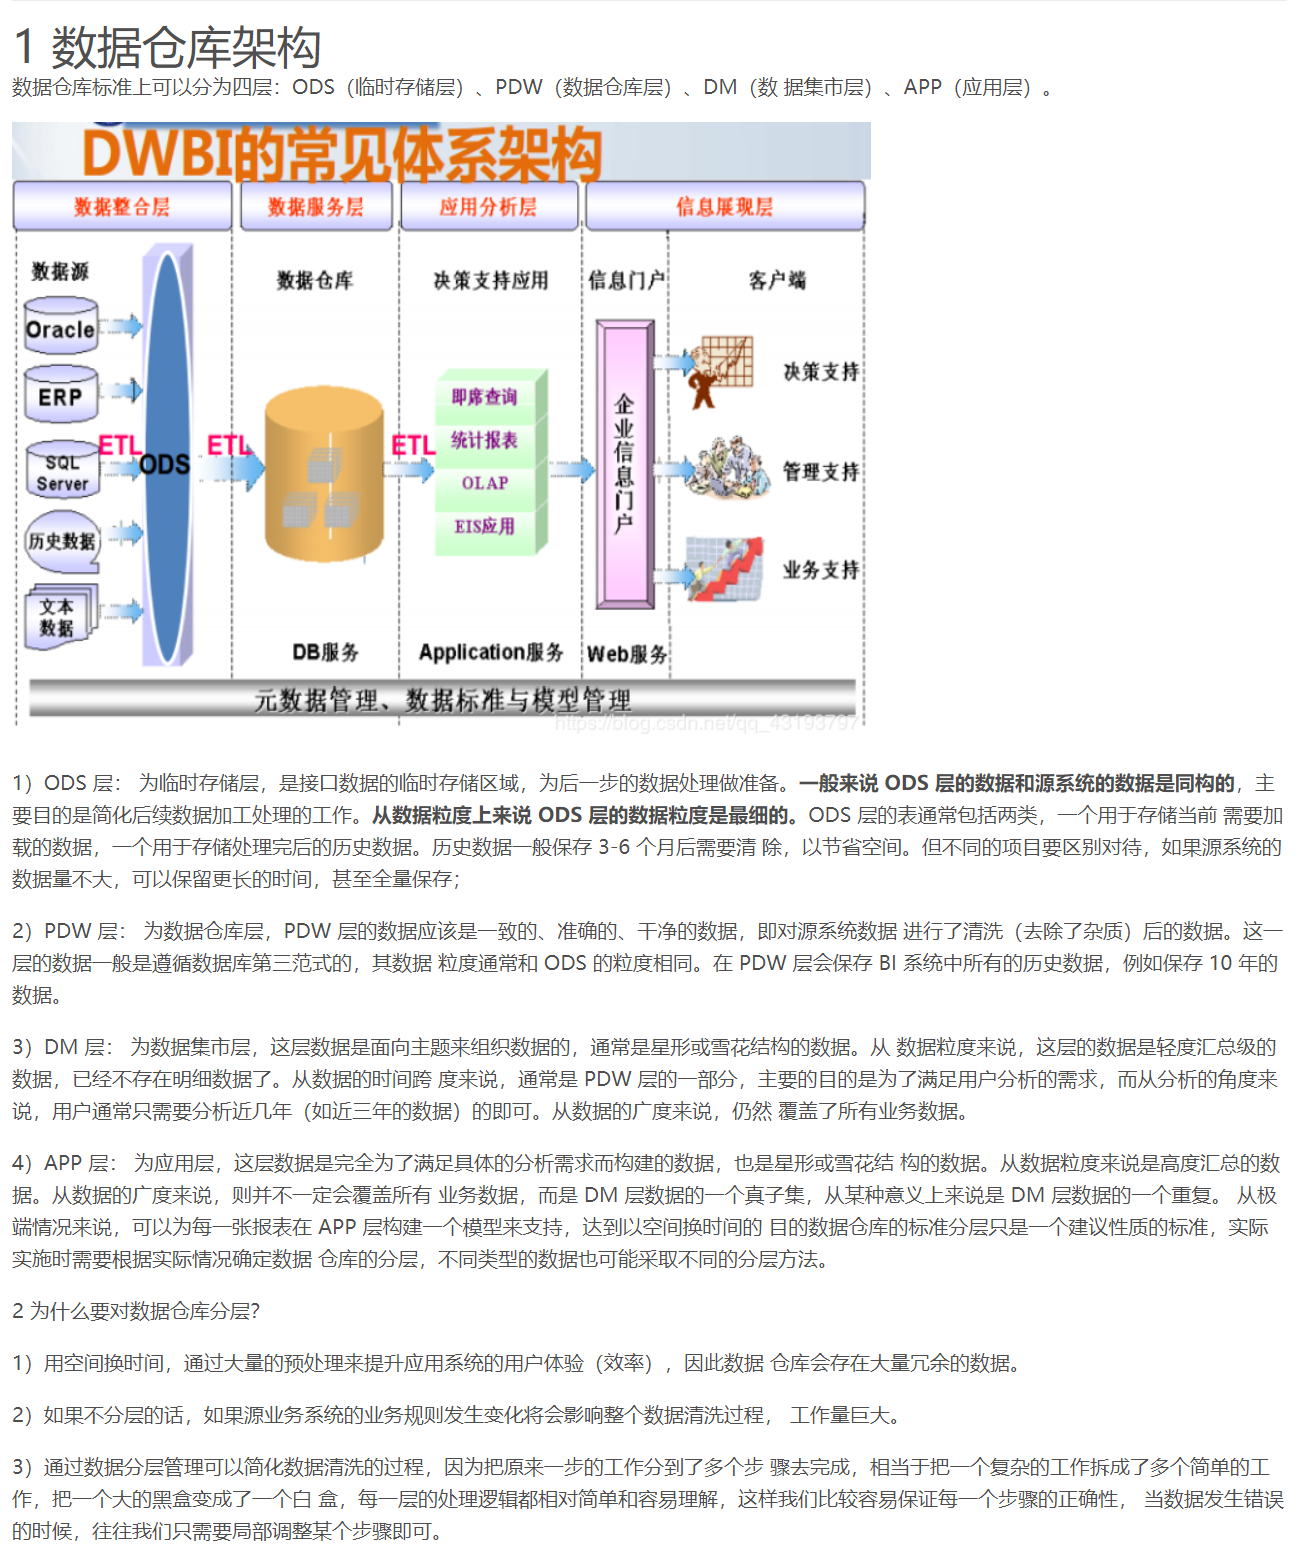 1 数据仓库架构
数据仓库标准上可以分为四层：ODS（临时存储层）、PDW（数据仓库层）、DM（数 据集市层）、APP（应用层）。
DWBI的常见体系架构
数据整合层
数据服务层
应用分析层
信息展现层
数据源
数据仓库
决策支持应用
信息门户
客户端
Oracle
ERP
SQL
Server
历史数据
文本
数据
ETL
ODS
ETL
ETL
即席查询
统计报表
OLAP
EIS应用
企业信息门户
决策支持
管理支持
业务支持
DB服务
Application服务
Web服务
元数据管理、数据标准与模型管理
https://blog.csdn.net/qq_43193797
1）ODS 层： 为临时存储层，是接口数据的临时存储区域，为后一步的数据处理做准备。一般来说 ODS 层的数据和源系统的数据是同构的，主
要目的是简化后续数据加工处理的工作。从数据粒度上来说 ODS 层的数据粒度是最细的。ODS 层的表通常包括两类，一个用于存储当前 需要加
载的数据，一个用于存储处理完后的历史数据。历史数据一般保存 3-6 个月后需要清 除，以节省空间。但不同的项目要区别对待，如果源系统的
数据量不大，可以保留更长的时间，甚至全量保存；
2）PDW 层： 为数据仓库层，PDW 层的数据应该是一致的、准确的、干净的数据，即对源系统数据 进行了清洗（去除了杂质）后的数据。这一
层的数据一般是遵循数据库第三范式的，其数据 粒度通常和 ODS 的粒度相同。在 PDW 层会保存 BI 系统中所有的历史数据，例如保存 10 年的
数据。
3）DM 层： 为数据集市层，这层数据是面向主题来组织数据的，通常是星形或雪花结构的数据。从 数据粒度来说，这层的数据是轻度汇总级的
数据，已经不存在明细数据了。从数据的时间跨 度来说，通常是 PDW 层的一部分，主要的目的是为了满足用户分析的需求，而从分析的角度来
说，用户通常只需要分析近几年（如近三年的数据）的即可。从数据的广度来说，仍然 覆盖了所有业务数据。
4）APP 层： 为应用层，这层数据是完全为了满足具体的分析需求而构建的数据，也是星形或雪花结 构的数据。从数据粒度来说是高度汇总的数
据。从数据的广度来说，则并不一定会覆盖所有 业务数据，而是 DM 层数据的一个真子集，从某种意义上来说是 DM 层数据的一个重复。 从极
端情况来说，可以为每一张报表在 APP 层构建一个模型来支持，达到以空间换时间的 目的数据仓库的标准分层只是一个建议性质的标准，实际
实施时需要根据实际情况确定数据 仓库的分层，不同类型的数据也可能采取不同的分层方法。
2 为什么要对数据仓库分层？
1）用空间换时间，通过大量的预处理来提升应用系统的用户体验（效率），因此数据 仓库会存在大量冗余的数据。
2）如果不分层的话，如果源业务系统的业务规则发生变化将会影响整个数据清洗过程， 工作量巨大。
3）通过数据分层管理可以简化数据清洗的过程，因为把原来一步的工作分到了多个步 骤去完成，相当于把一个复杂的工作拆成了多个简单的工
作，把一个大的黑盒变成了一个白 盒，每一层的处理逻辑都相对简单和容易理解，这样我们比较容易保证每一个步骤的正确性， 当数据发生错误
的时候，往往我们只需要局部调整某个步骤即可。